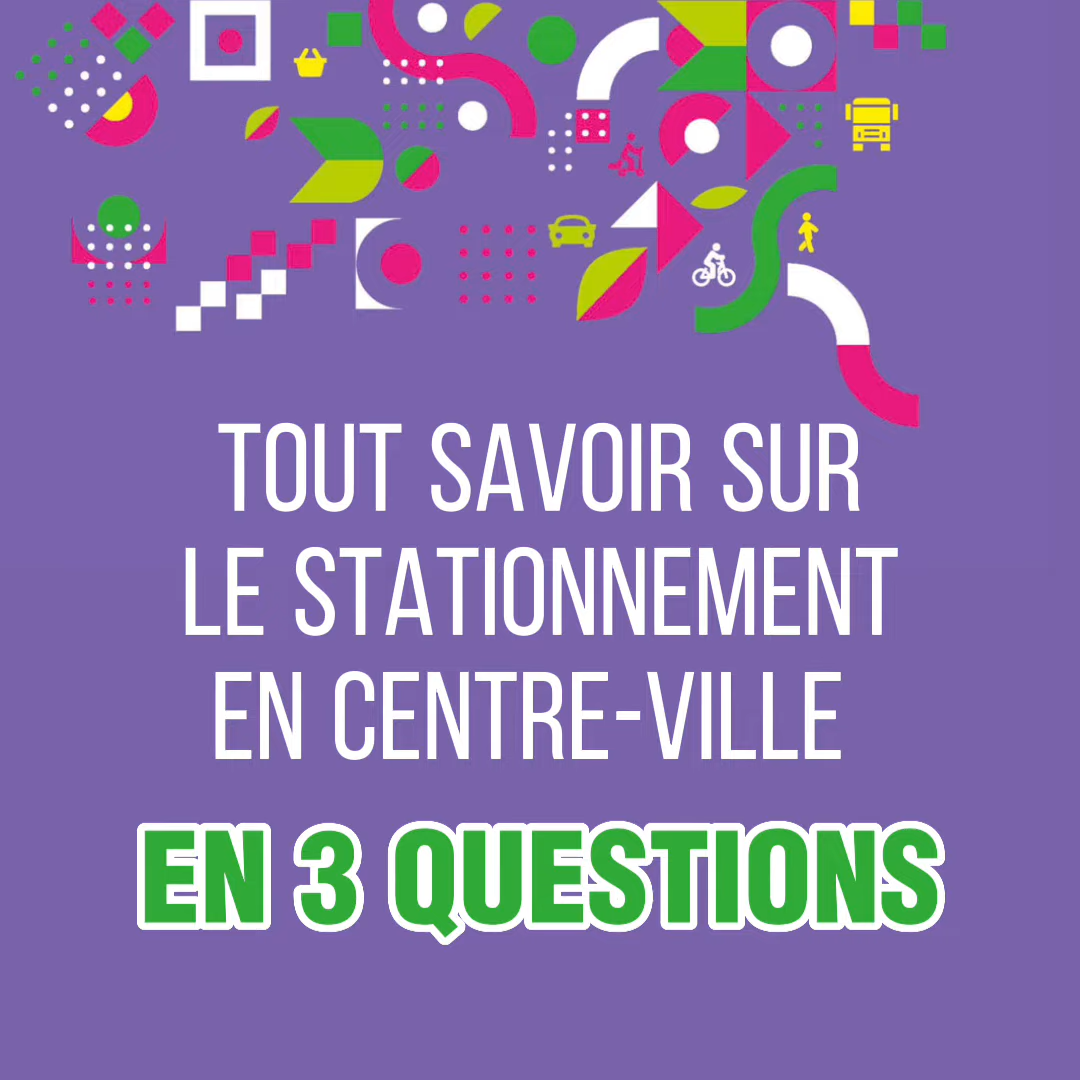 TOUT SAVOIR SUR
LE STATIONNEMENT
EN CENTRE-VILLE
EN 3 QUESTIONS